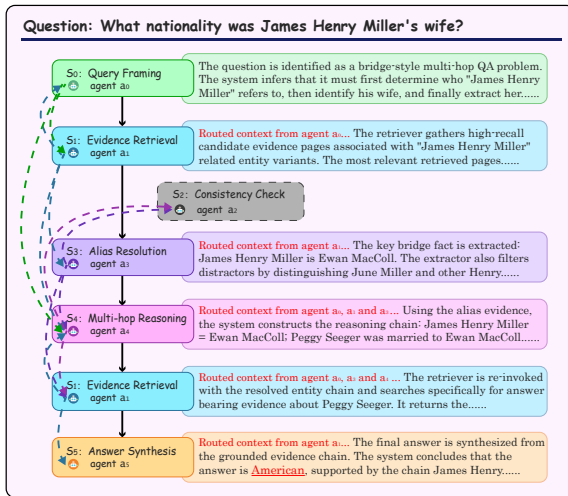 Question: What nationality was James Henry Miller's wife?
S₀: Query Framing
agent a₀
The question is identified as a bridge-style multi-hop QA problem.
The system infers that it must first determine who "James Henry
Miller" refers to, then identify his wife, and finally extract her......
S₁: Evidence Retrieval
agent a₁
Routed context from agent a₀... The retriever gathers high-recall
candidate evidence pages associated with "James Henry Miller"
related entity variants. The most relevant retrieved pages......
S₂: Consistency Check
agent a₂
S₃: Alias Resolution
agent a₃
Routed context from agent a₁... The key bridge fact is extracted:
James Henry Miller is Ewan MacColl. The extractor also filters
distractors by distinguishing June Miller and other Henry......
S₄: Multi-hop Reasoning
agent a₄
Routed context from agent a₀, a₁ and a₃ ... Using the alias evidence,
the system constructs the reasoning chain: James Henry Miller
= Ewan MacColl; Peggy Seeger was married to Ewan MacColl......
S₁: Evidence Retrieval
agent a₁
Routed context from agent a₀, a₃ and a₄ ... The retriever is re-invoked
with the resolved entity chain and searches specifically for answer
bearing evidence about Peggy Seeger. It returns the......
S₅: Answer Synthesis
agent a₅
Routed context from agent a₁... The final answer is synthesized from
the grounded evidence chain. The system concludes that the
answer is American, supported by the chain James Henry......